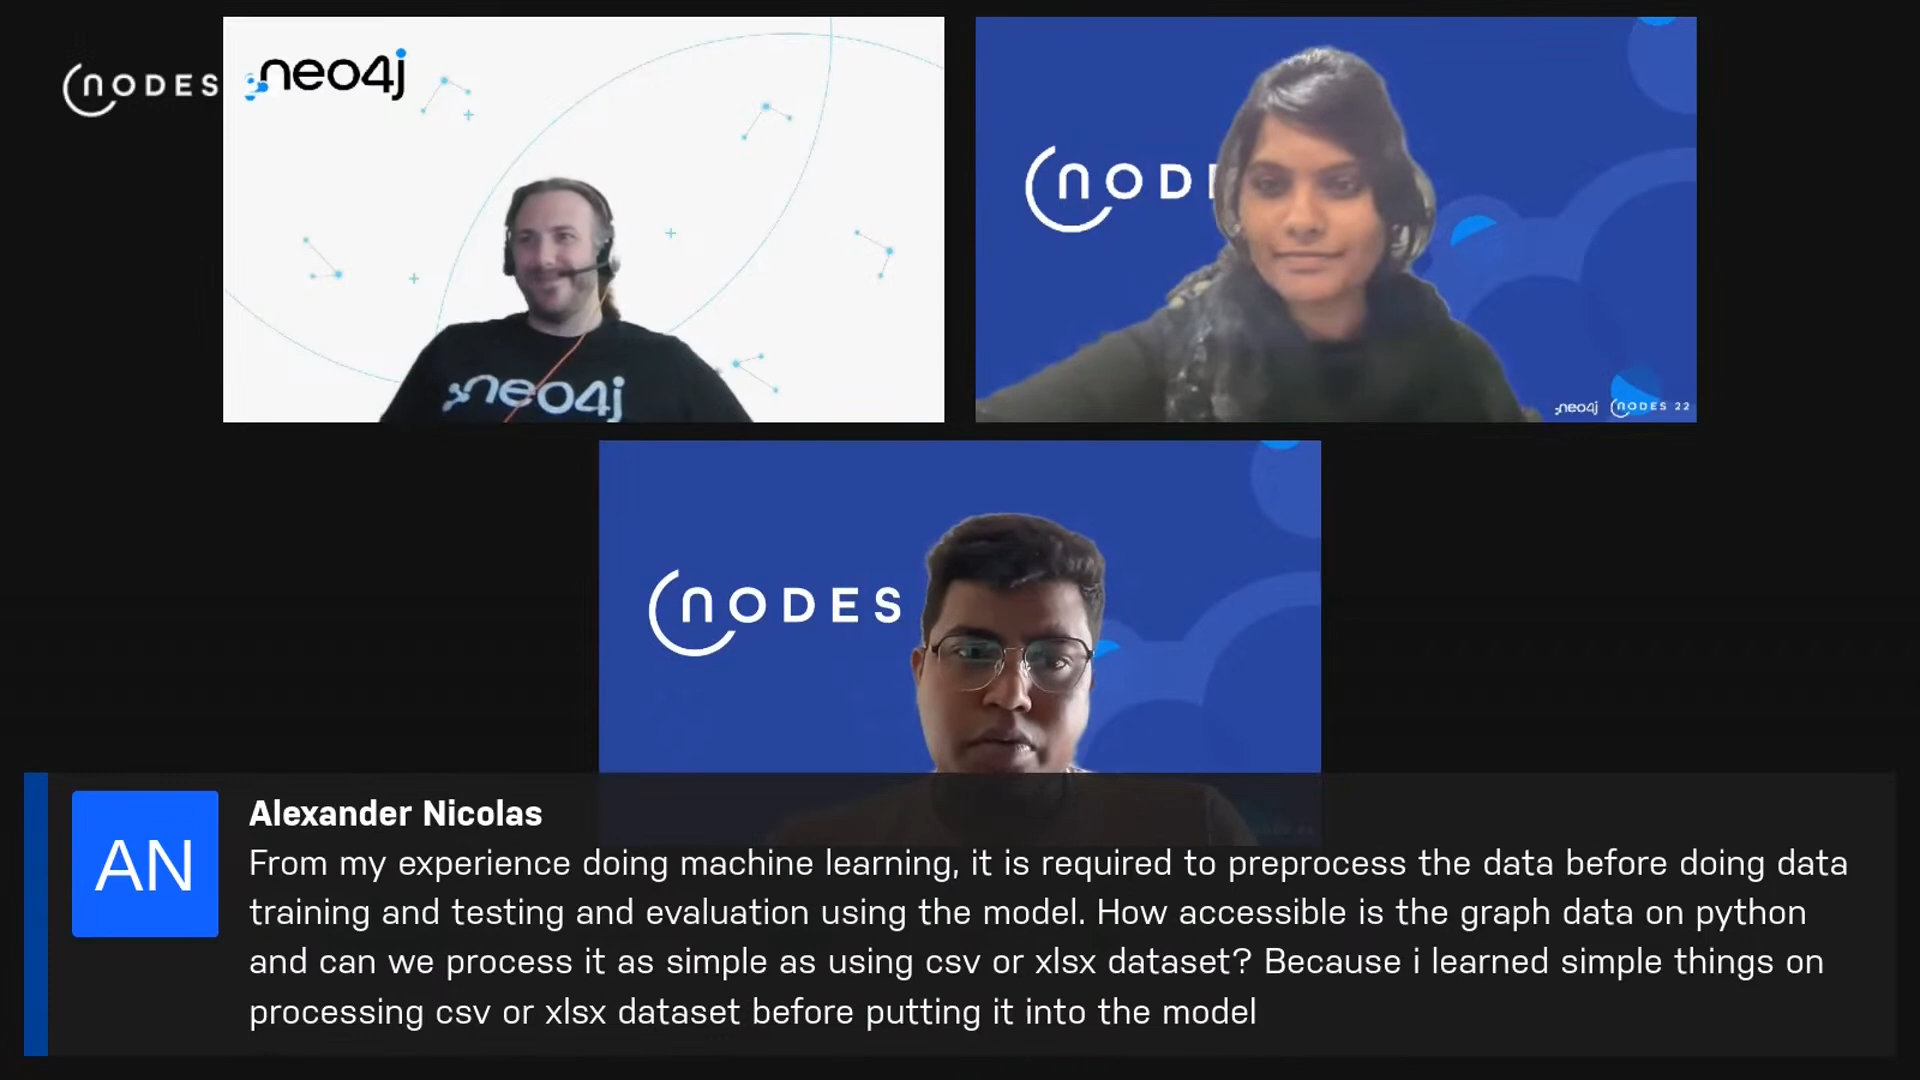 NODES
neo4j
neo4j
NOD
neo4j NODES 22
NODES
AN
Alexander Nicolas
From my experience doing machine learning, it is required to preprocess the data before doing data
training and testing and evaluation using the model. How accessible is the graph data on python
and can we process it as simple as using csv or xlsx dataset? Because i learned simple things on
processing csv or xlsx dataset before putting it into the model